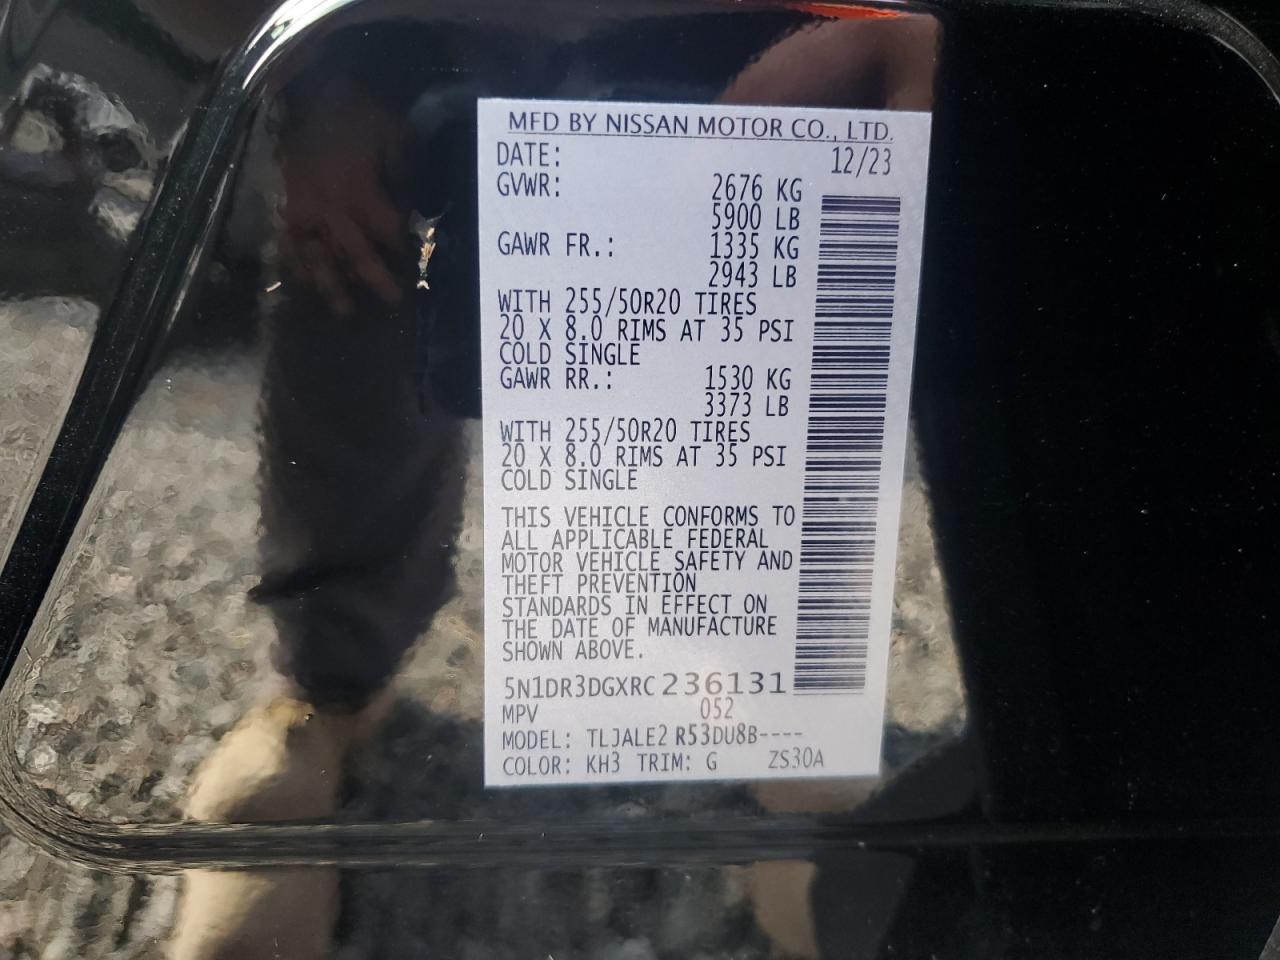 MFD BY NISSAN MOTOR CO., LTD.
DATE: 12/23
GVWR: 2676 KG
5900 LB
GAWR FR.: 1335 KG
2943 LB
WITH 255/50R20 TIRES
20 X 8.0 RIMS AT 35 PSI
COLD SINGLE
GAWR RR.: 1530 KG
3373 LB
WITH 255/50R20 TIRES
20 X 8.0 RIMS AT 35 PSI
COLD SINGLE
THIS VEHICLE CONFORMS TO
ALL APPLICABLE FEDERAL
MOTOR VEHICLE SAFETY AND
THEFT PREVENTION
STANDARDS IN EFFECT ON
THE DATE OF MANUFACTURE
SHOWN ABOVE.
5N1DR3DGXRC236131
MPV 052
MODEL: TLJALE2 R53DU8B----
COLOR: KH3 TRIM: G ZS30A